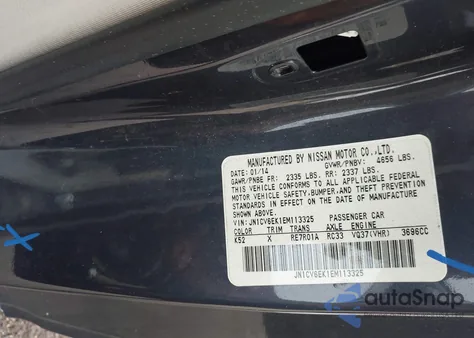 MANUFACTURED BY NISSAN MOTOR CO.,LTD.
DATE: 01/14 GVWR/PNBV: 4656 LBS.
GAWR/PNBE FR: 2335 LBS. RR: 2337 LBS.
THIS VEHICLE CONFORMS TO ALL APPLICABLE FEDERAL
MOTOR VEHICLE SAFETY,BUMPER,AND THEFT PREVENTION
STANDARDS IN EFFECT ON THE DATE OF
MANUFACTURE SHOWN ABOVE.
VIN: JN1CV6EK1EM113325 PASSENGER CAR
COLOR TRIM TRANS AXLE ENGINE
K52 X RE7R01A RC33 VQ37(VHR) 3696CC
JN1CV6EK1EM113325
autoSnap